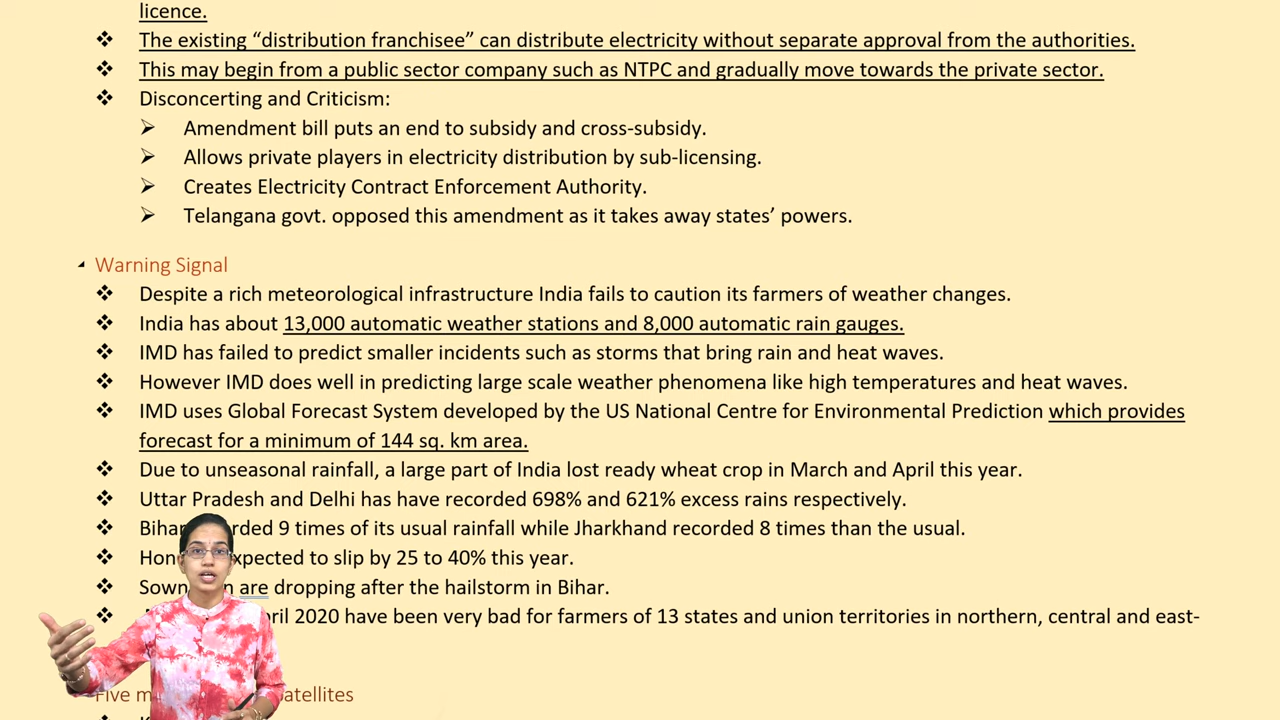 licence.
❖ The existing “distribution franchisee” can distribute electricity without separate approval from the authorities.
❖ This may begin from a public sector company such as NTPC and gradually move towards the private sector.
❖ Disconcerting and Criticism:
➢ Amendment bill puts an end to subsidy and cross-subsidy.
➢ Allows private players in electricity distribution by sub-licensing.
➢ Creates Electricity Contract Enforcement Authority.
➢ Telangana govt. opposed this amendment as it takes away states’ powers.
Warning Signal
❖ Despite a rich meteorological infrastructure India fails to caution its farmers of weather changes.
❖ India has about 13,000 automatic weather stations and 8,000 automatic rain gauges.
❖ IMD has failed to predict smaller incidents such as storms that bring rain and heat waves.
❖ However IMD does well in predicting large scale weather phenomena like high temperatures and heat waves.
❖ IMD uses Global Forecast System developed by the US National Centre for Environmental Prediction which provides
forecast for a minimum of 144 sq. km area.
❖ Due to unseasonal rainfall, a large part of India lost ready wheat crop in March and April this year.
❖ Uttar Pradesh and Delhi has have recorded 698% and 621% excess rains respectively.
❖ Bihar 9 times of its usual rainfall while Jharkhand recorded 8 times than the usual.
❖ to slip by 25 to 40% this year.
❖ are dropping after the hailstorm in Bihar.
❖ 2020 have been very bad for farmers of 13 states and union territories in northern, central and east-
Five